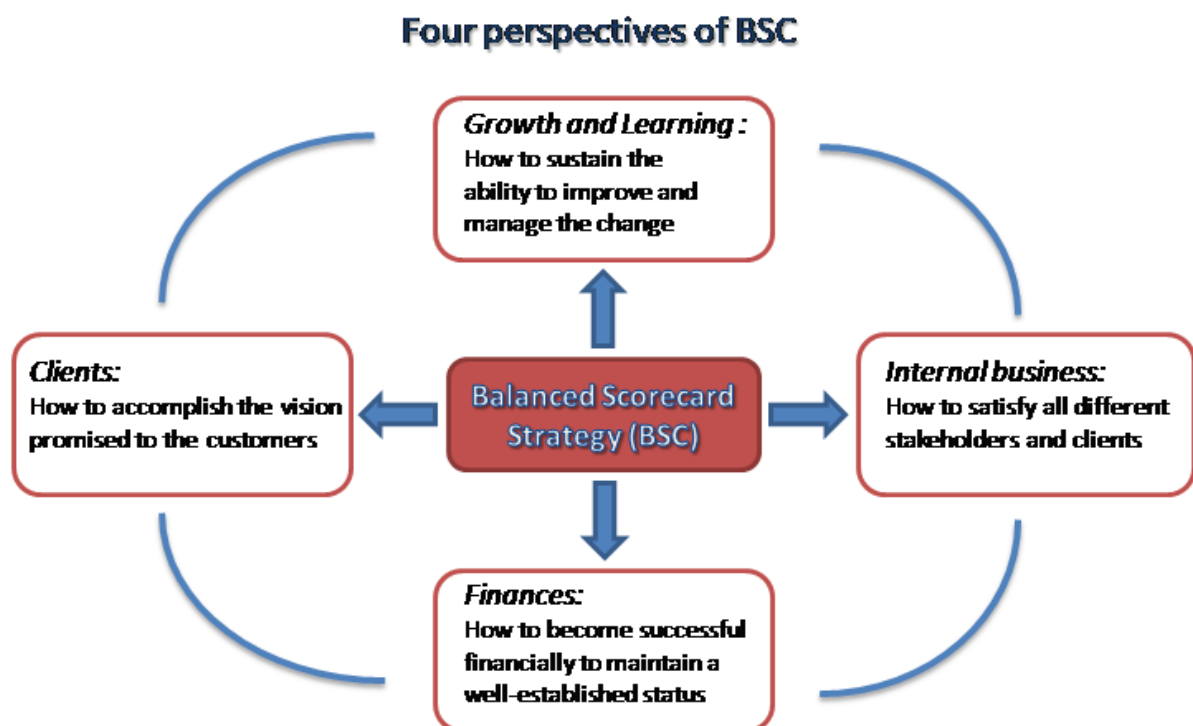 Four perspectives of BSC
Growth and Learning :
How to sustain the
ability to improve and
manage the change
Clients:
How to accomplish the vision
promised to the customers
Balanced Scorecard
Strategy (BSC)
Internal business:
How to satisfy all different
stakeholders and clients
Finances:
How to become successful
financially to maintain a
well-established status